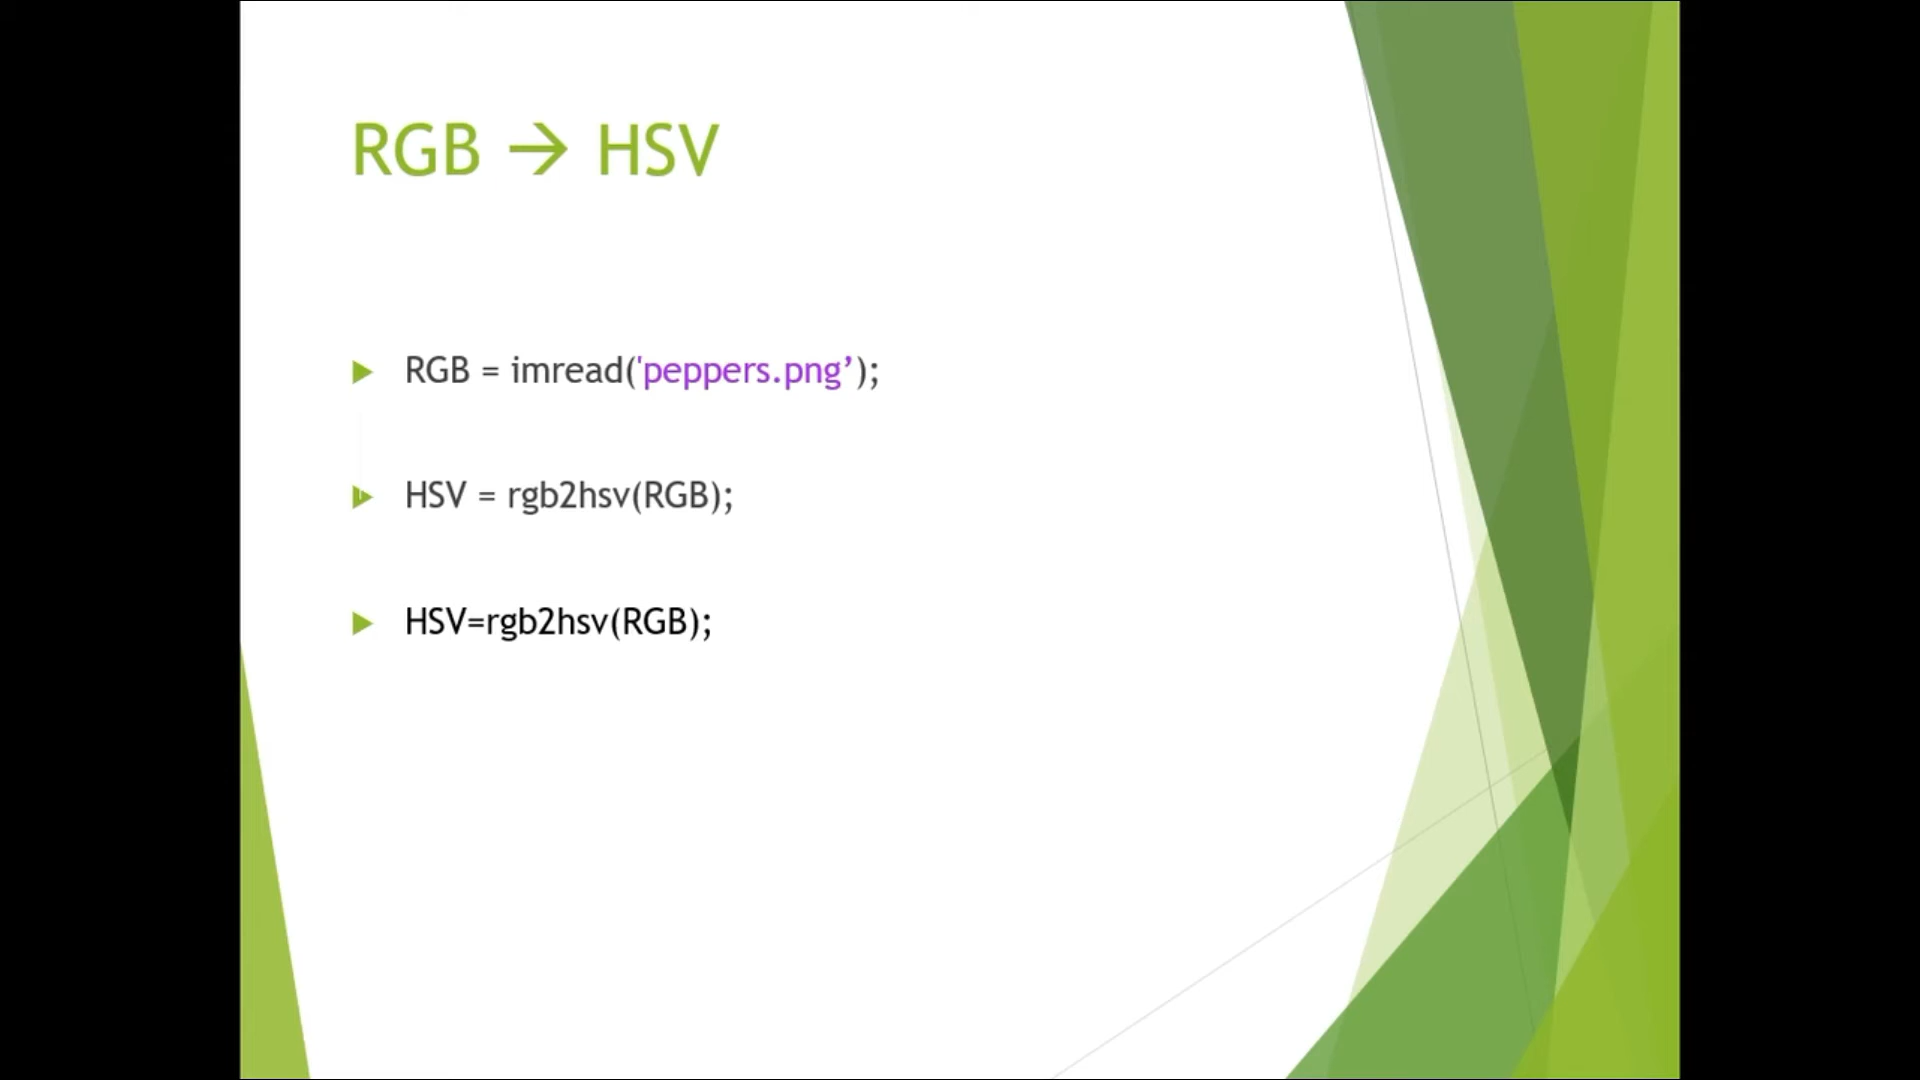 RGB → HSV
RGB = imread('peppers.png’);
HSV = rgb2hsv(RGB);
HSV=rgb2hsv(RGB);